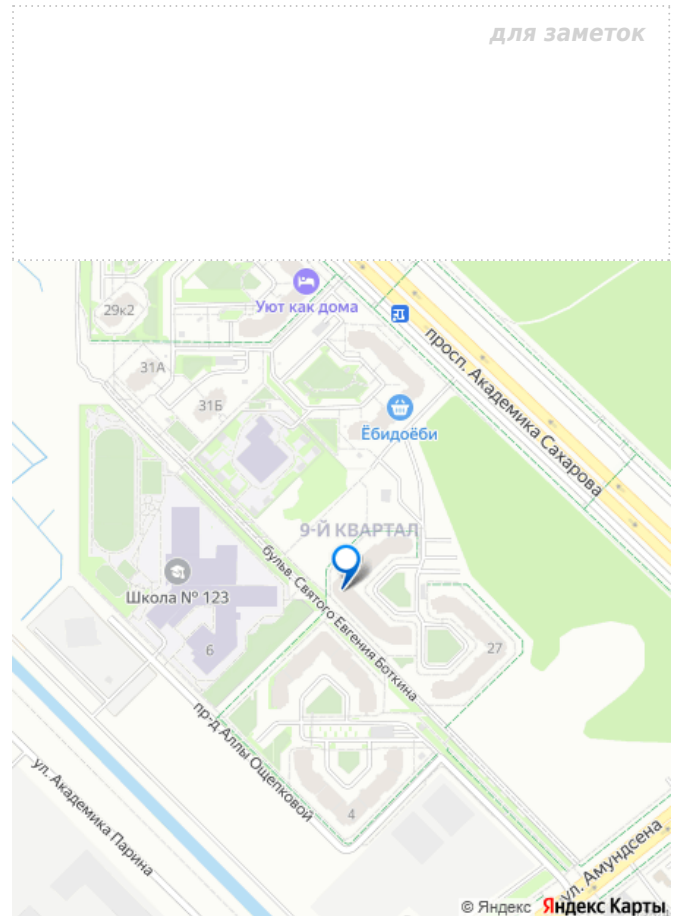 для заметок
29к2
Уют как дома
просп. Академика Сахарова
31А
31Б
Ёбидоёби
9-Й КВАРТАЛ
бульв. Святого Евгения Боткина
Школа № 123
6
27
пр-д Аллы Ощепковой
4
ул. Академика Парина
ул. Амундсена
© Яндекс Яндекс Карты